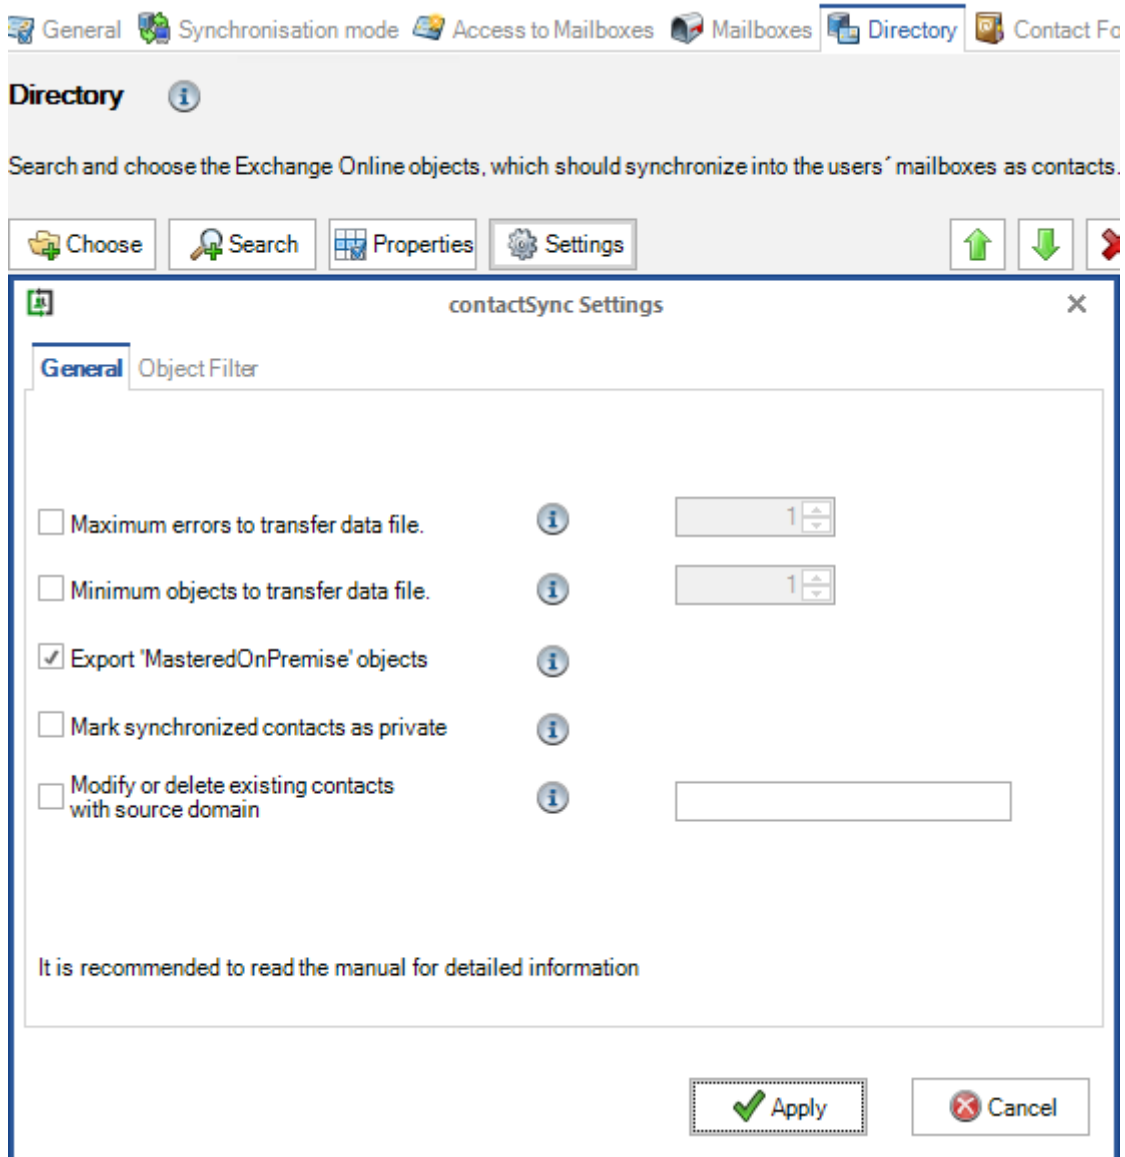 General Synchronisation mode Access to Mailboxes Mailboxes Directory Contact Fo
Directory
Search and choose the Exchange Online objects, which should synchronize into the users´ mailboxes as contacts.
Choose Search Properties Settings
contactSync Settings
General Object Filter
Maximum errors to transfer data file. 1
Minimum objects to transfer data file. 1
Export 'MasteredOnPremise' objects
Mark synchronized contacts as private
Modify or delete existing contacts
with source domain
It is recommended to read the manual for detailed information
Apply Cancel